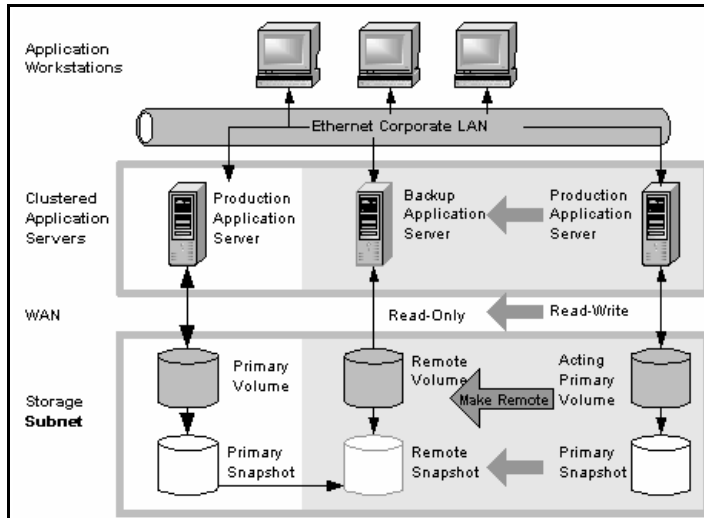 Application
Workstations
Ethernet Corporate LAN
Clustered
Application
Servers
Production
Application
Server
Backup
Application
Server
Production
Application
Server
WAN
Read-Only
Read-Write
Storage
Subnet
Primary
Volume
Remote
Volume
Make Remote
Acting
Primary
Volume
Primary
Snapshot
Remote
Snapshot
Primary
Snapshot